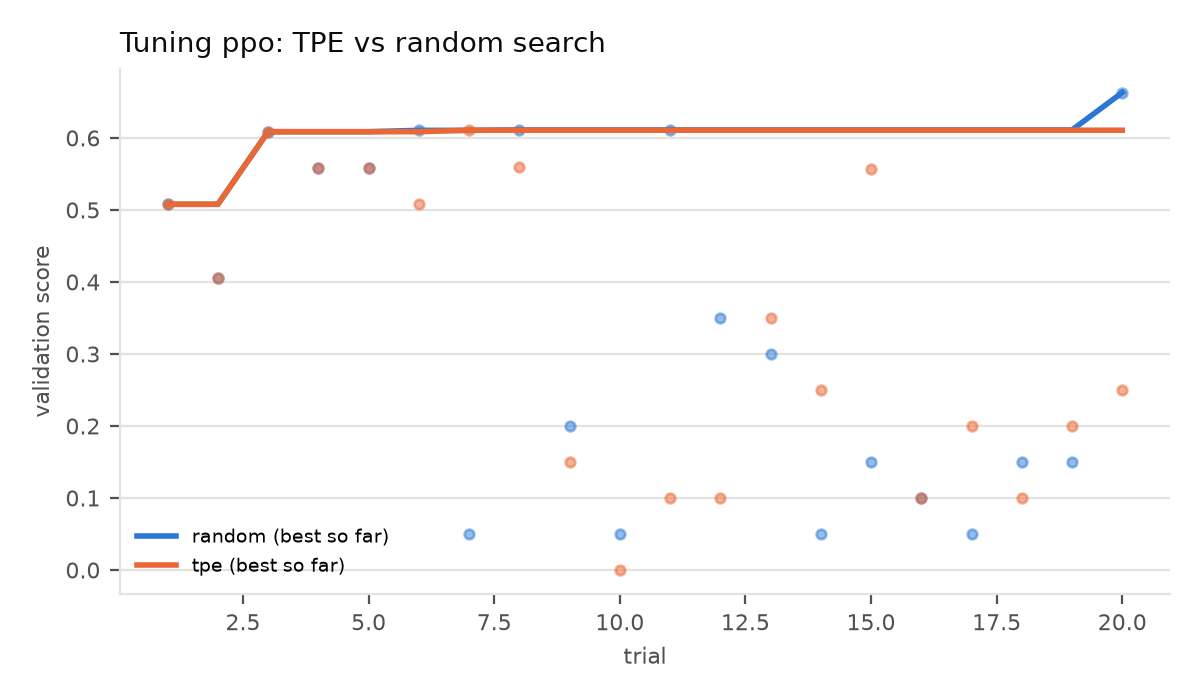 Tuning ppo: TPE vs random search
validation score
0.6
0.5
0.4
0.3
0.2
0.1
0.0
random (best so far)
tpe (best so far)
2.5 5.0 7.5 10.0 12.5 15.0 17.5 20.0
trial